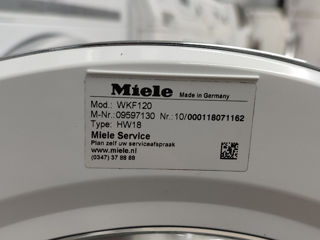 Miele Made in Germany
Mod.: WKF120
M-Nr.:09597130 Nr.:10/000118071162
Type: HW18
Miele Service
Plan zelf uw serviceafspraak
www.miele.nl
(0347) 37 88 88